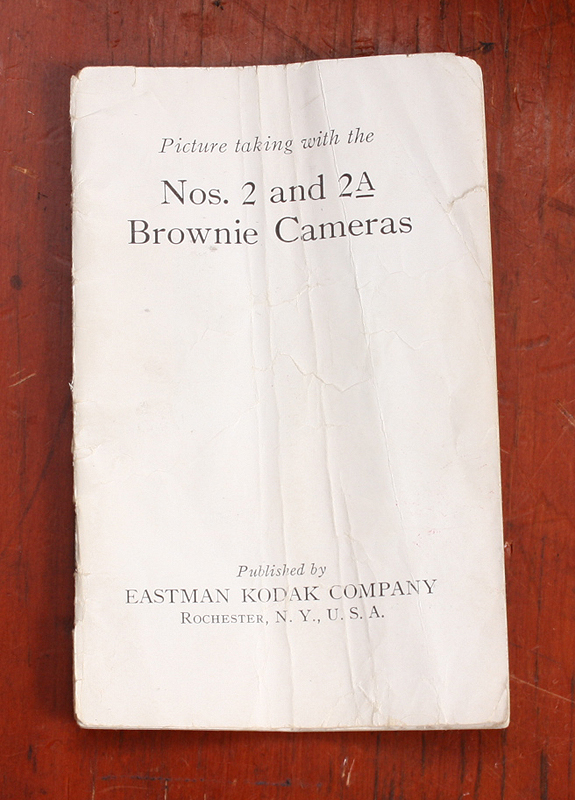 Picture taking with the
Nos. 2 and 2A
Brownie Cameras
Published by
EASTMAN KODAK COMPANY
ROCHESTER, N. Y., U. S. A.